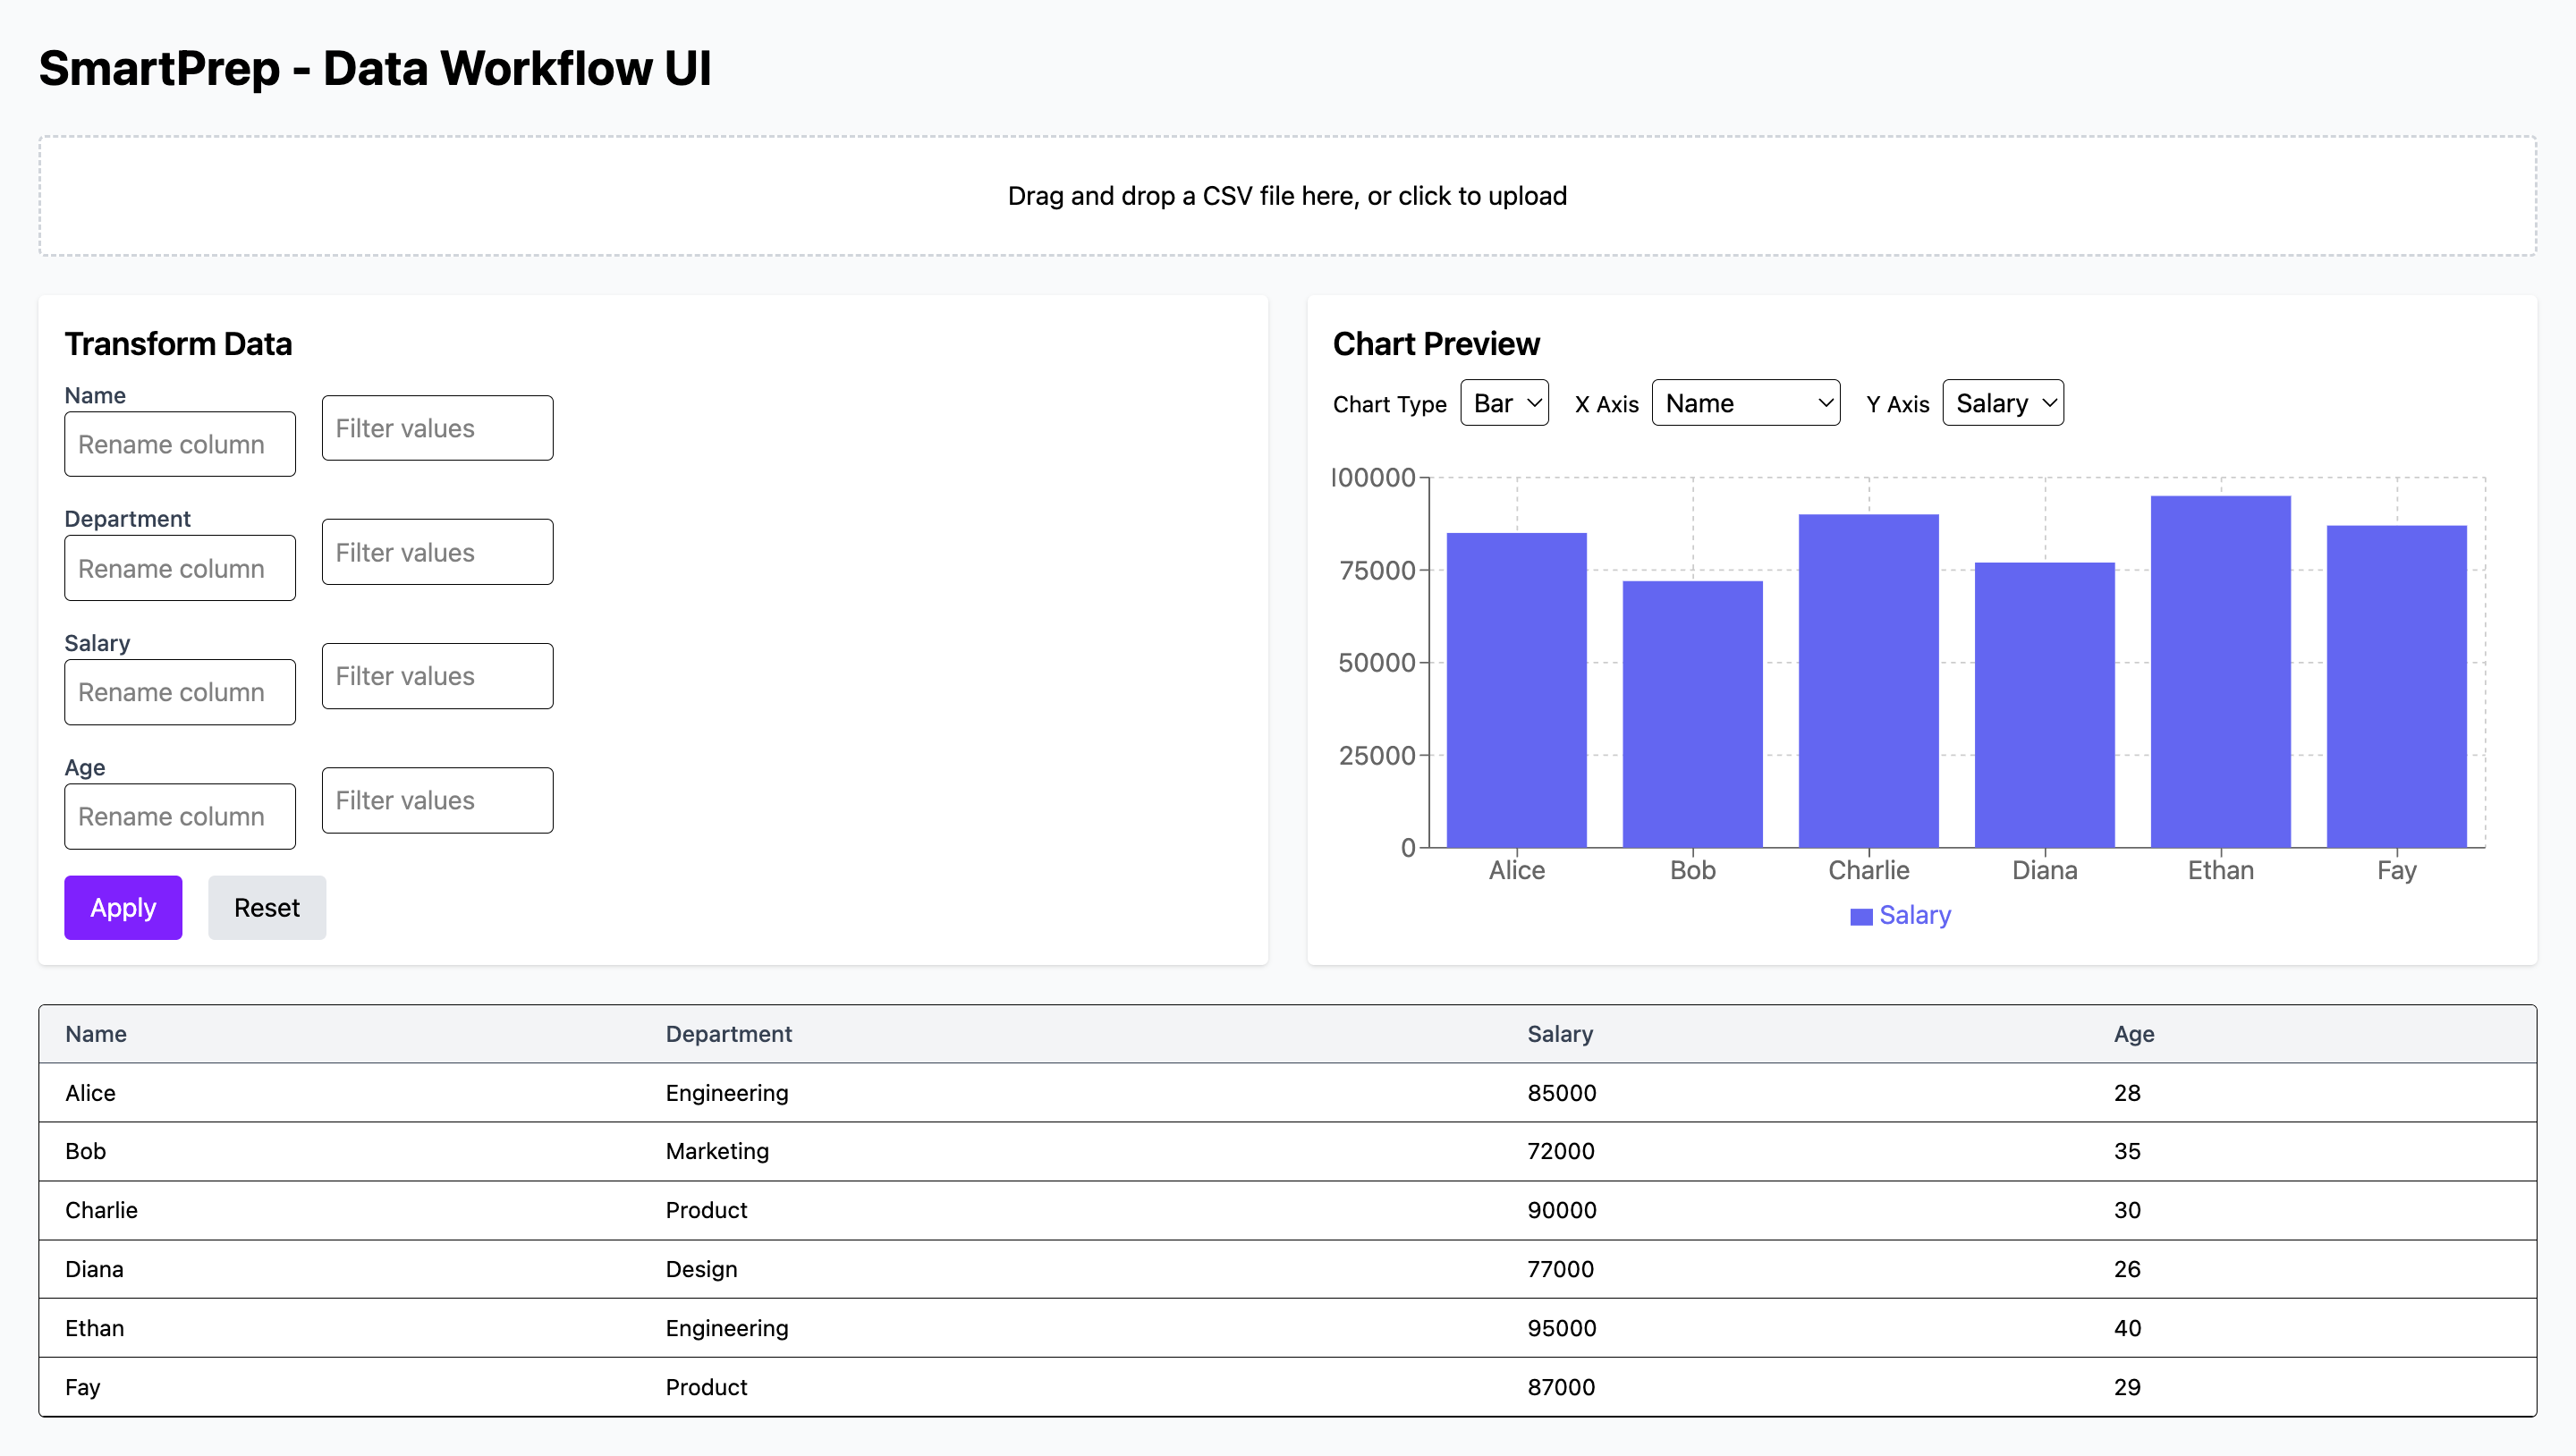 SmartPrep - Data Workflow UI
Drag and drop a CSV file here, or click to upload
Transform Data
Name
Rename column Filter values
Department
Rename column Filter values
Salary
Rename column Filter values
Age
Rename column Filter values
Apply Reset
Chart Preview
Chart Type Bar X Axis Name Y Axis Salary
100000
75000
50000
25000
0
Alice Bob Charlie Diana Ethan Fay
Salary
Name Department Salary Age
Alice Engineering 85000 28
Bob Marketing 72000 35
Charlie Product 90000 30
Diana Design 77000 26
Ethan Engineering 95000 40
Fay Product 87000 29